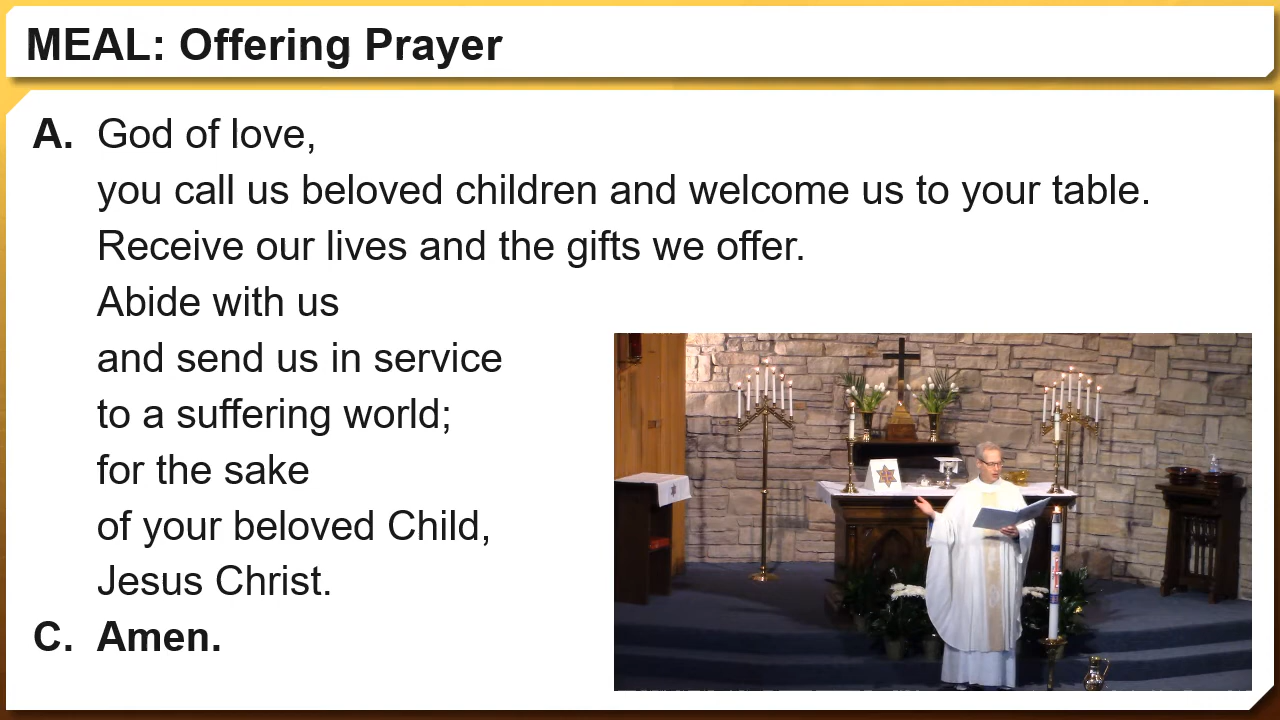 MEAL: Offering Prayer
A. God of love,
you call us beloved children and welcome us to your table.
Receive our lives and the gifts we offer.
Abide with us
and send us in service
to a suffering world;
for the sake
of your beloved Child,
Jesus Christ.
C. Amen.